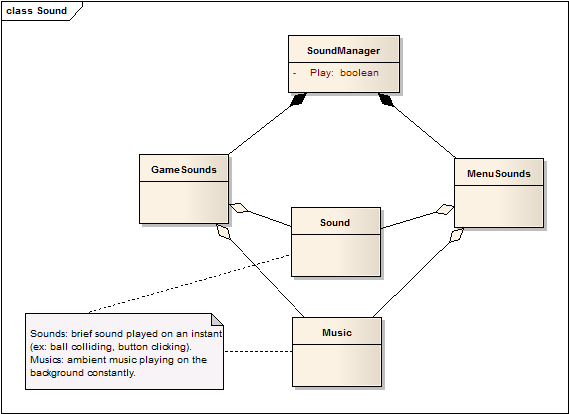 class Sound
SoundManager
- Play: boolean
GameSounds
MenuSounds
Sound
Music
Sounds: brief sound played on an instant
(ex: ball colliding, button clicking).
Musics: ambient music playing on the
background constantly.